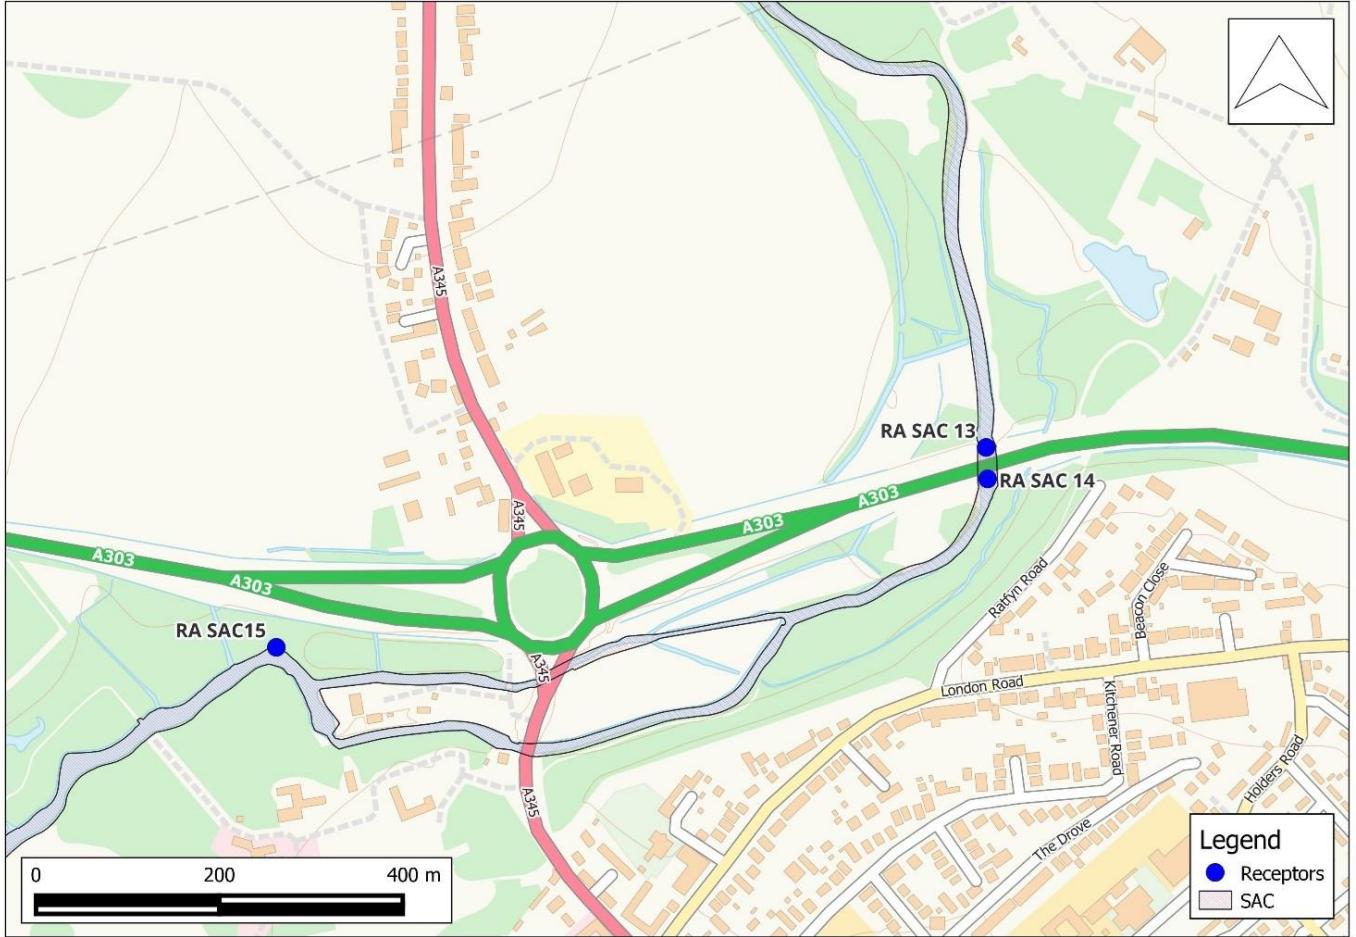 A345
RA SAC 13
RA SAC 14
A303
A303
A345
A303
A303
RA SAC15
A345
Ratfyn Road
Beacon Close
London Road
Kitchener Road
Holders Road
The Drove
A345
0 200 400 m
Legend
Receptors
SAC